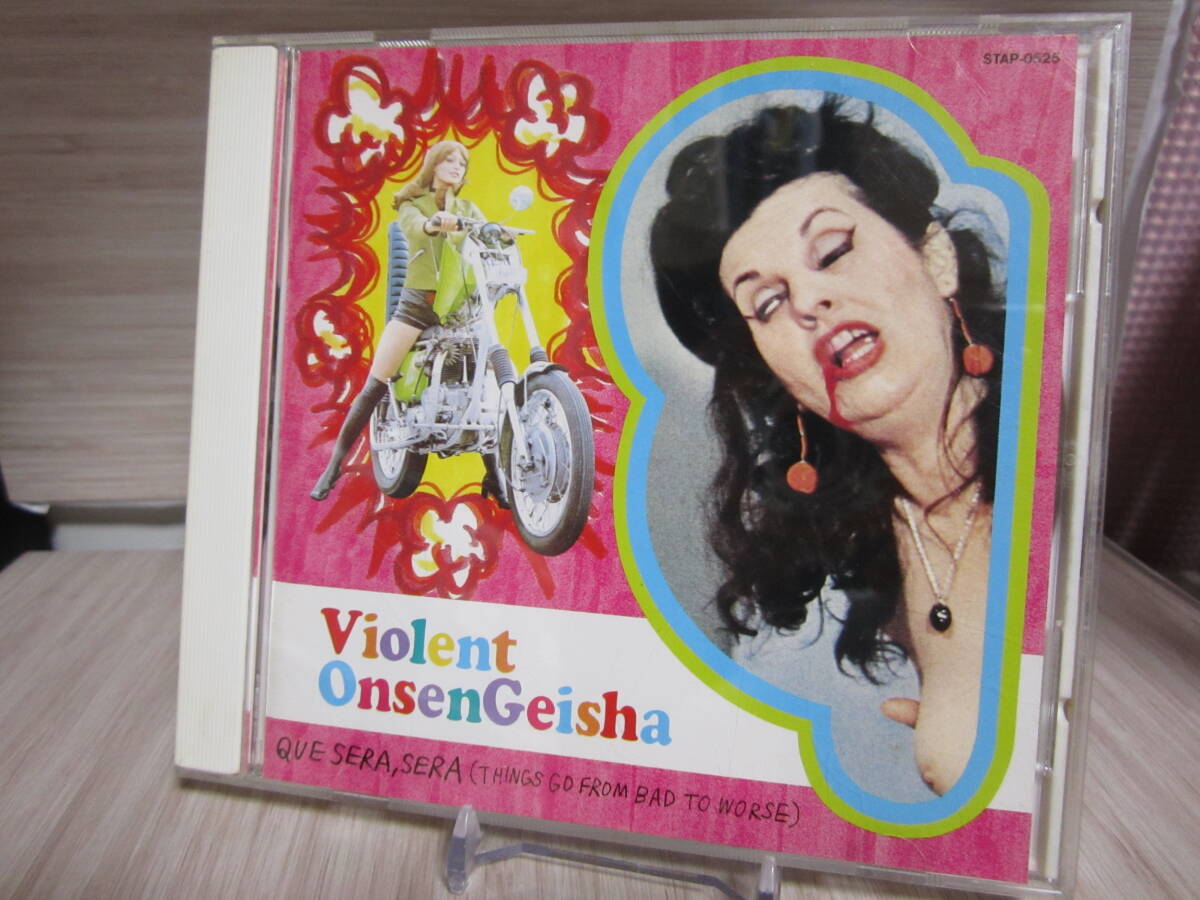 STAP-0525
Violent
OnsenGeisha
QUE SERA, SERA (THINGS GO FROM BAD TO WORSE)